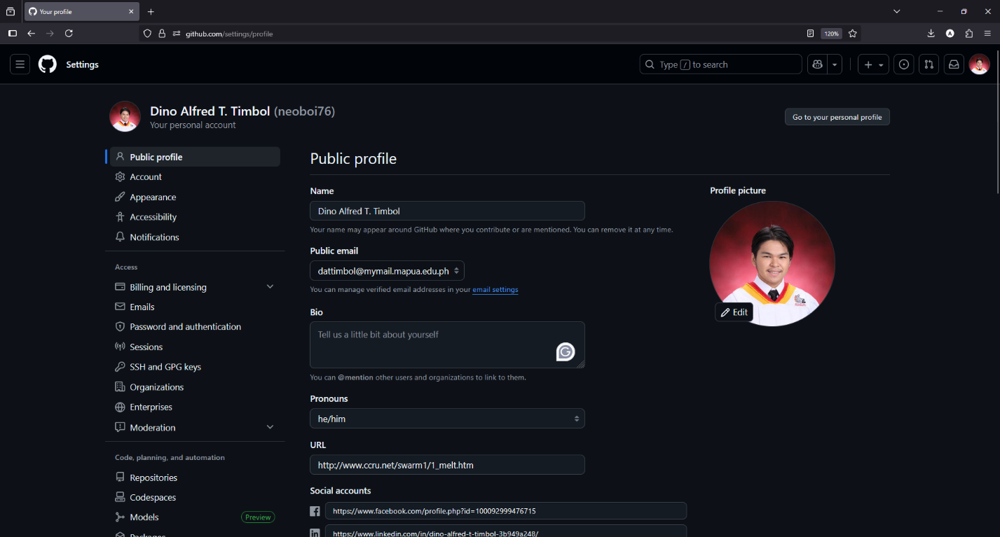 Your profile
github.com/settings/profile
120%
Settings
Type / to search
Dino Alfred T. Timbol (neoboi76)
Your personal account
Go to your personal profile
Public profile
Account
Appearance
Accessibility
Notifications
Access
Billing and licensing
Emails
Password and authentication
Sessions
SSH and GPG keys
Organizations
Enterprises
Moderation
Code, planning, and automation
Repositories
Codespaces
Models
Preview
Packages
Public profile
Name
Dino Alfred T. Timbol
Your name may appear around GitHub where you contribute or are mentioned. You can remove it at any time.
Public email
dattimbol@mymail.mapua.edu.ph
You can manage verified email addresses in your email settings
Bio
Tell us a little bit about yourself
You can @mention other users and organizations to link to them.
Pronouns
he/him
URL
http://www.ccru.net/swarm1/1_melt.htm
Social accounts
https://www.facebook.com/profile.php?id=100092999476715
https://www.linkedin.com/in/dino-alfred-t-timbol-3b949a248/
Profile picture
Edit